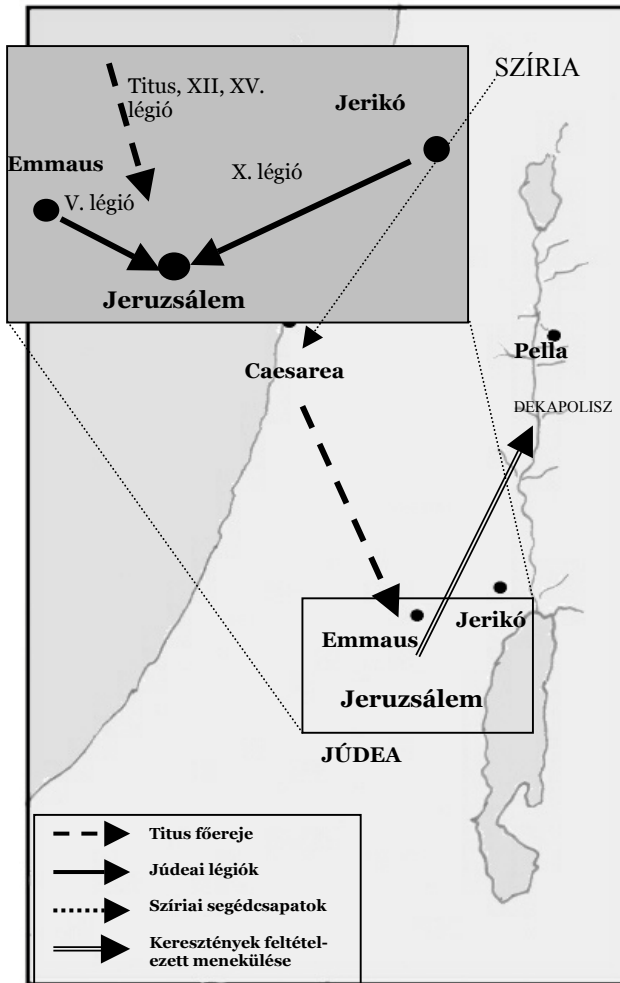 SZÍRIA
Titus, XII, XV.
légió
Jerikó
Emmaus
X. légió
V. légió
Jeruzsálem
Caesarea
Pella
DEKAPOLISZ
Jerikó
Emmaus
Jeruzsálem
JÚDEA
Titus főereje
Júdeai légiók
Szíriai segédcsapatok
Keresztények feltétel-
ezett menekülése